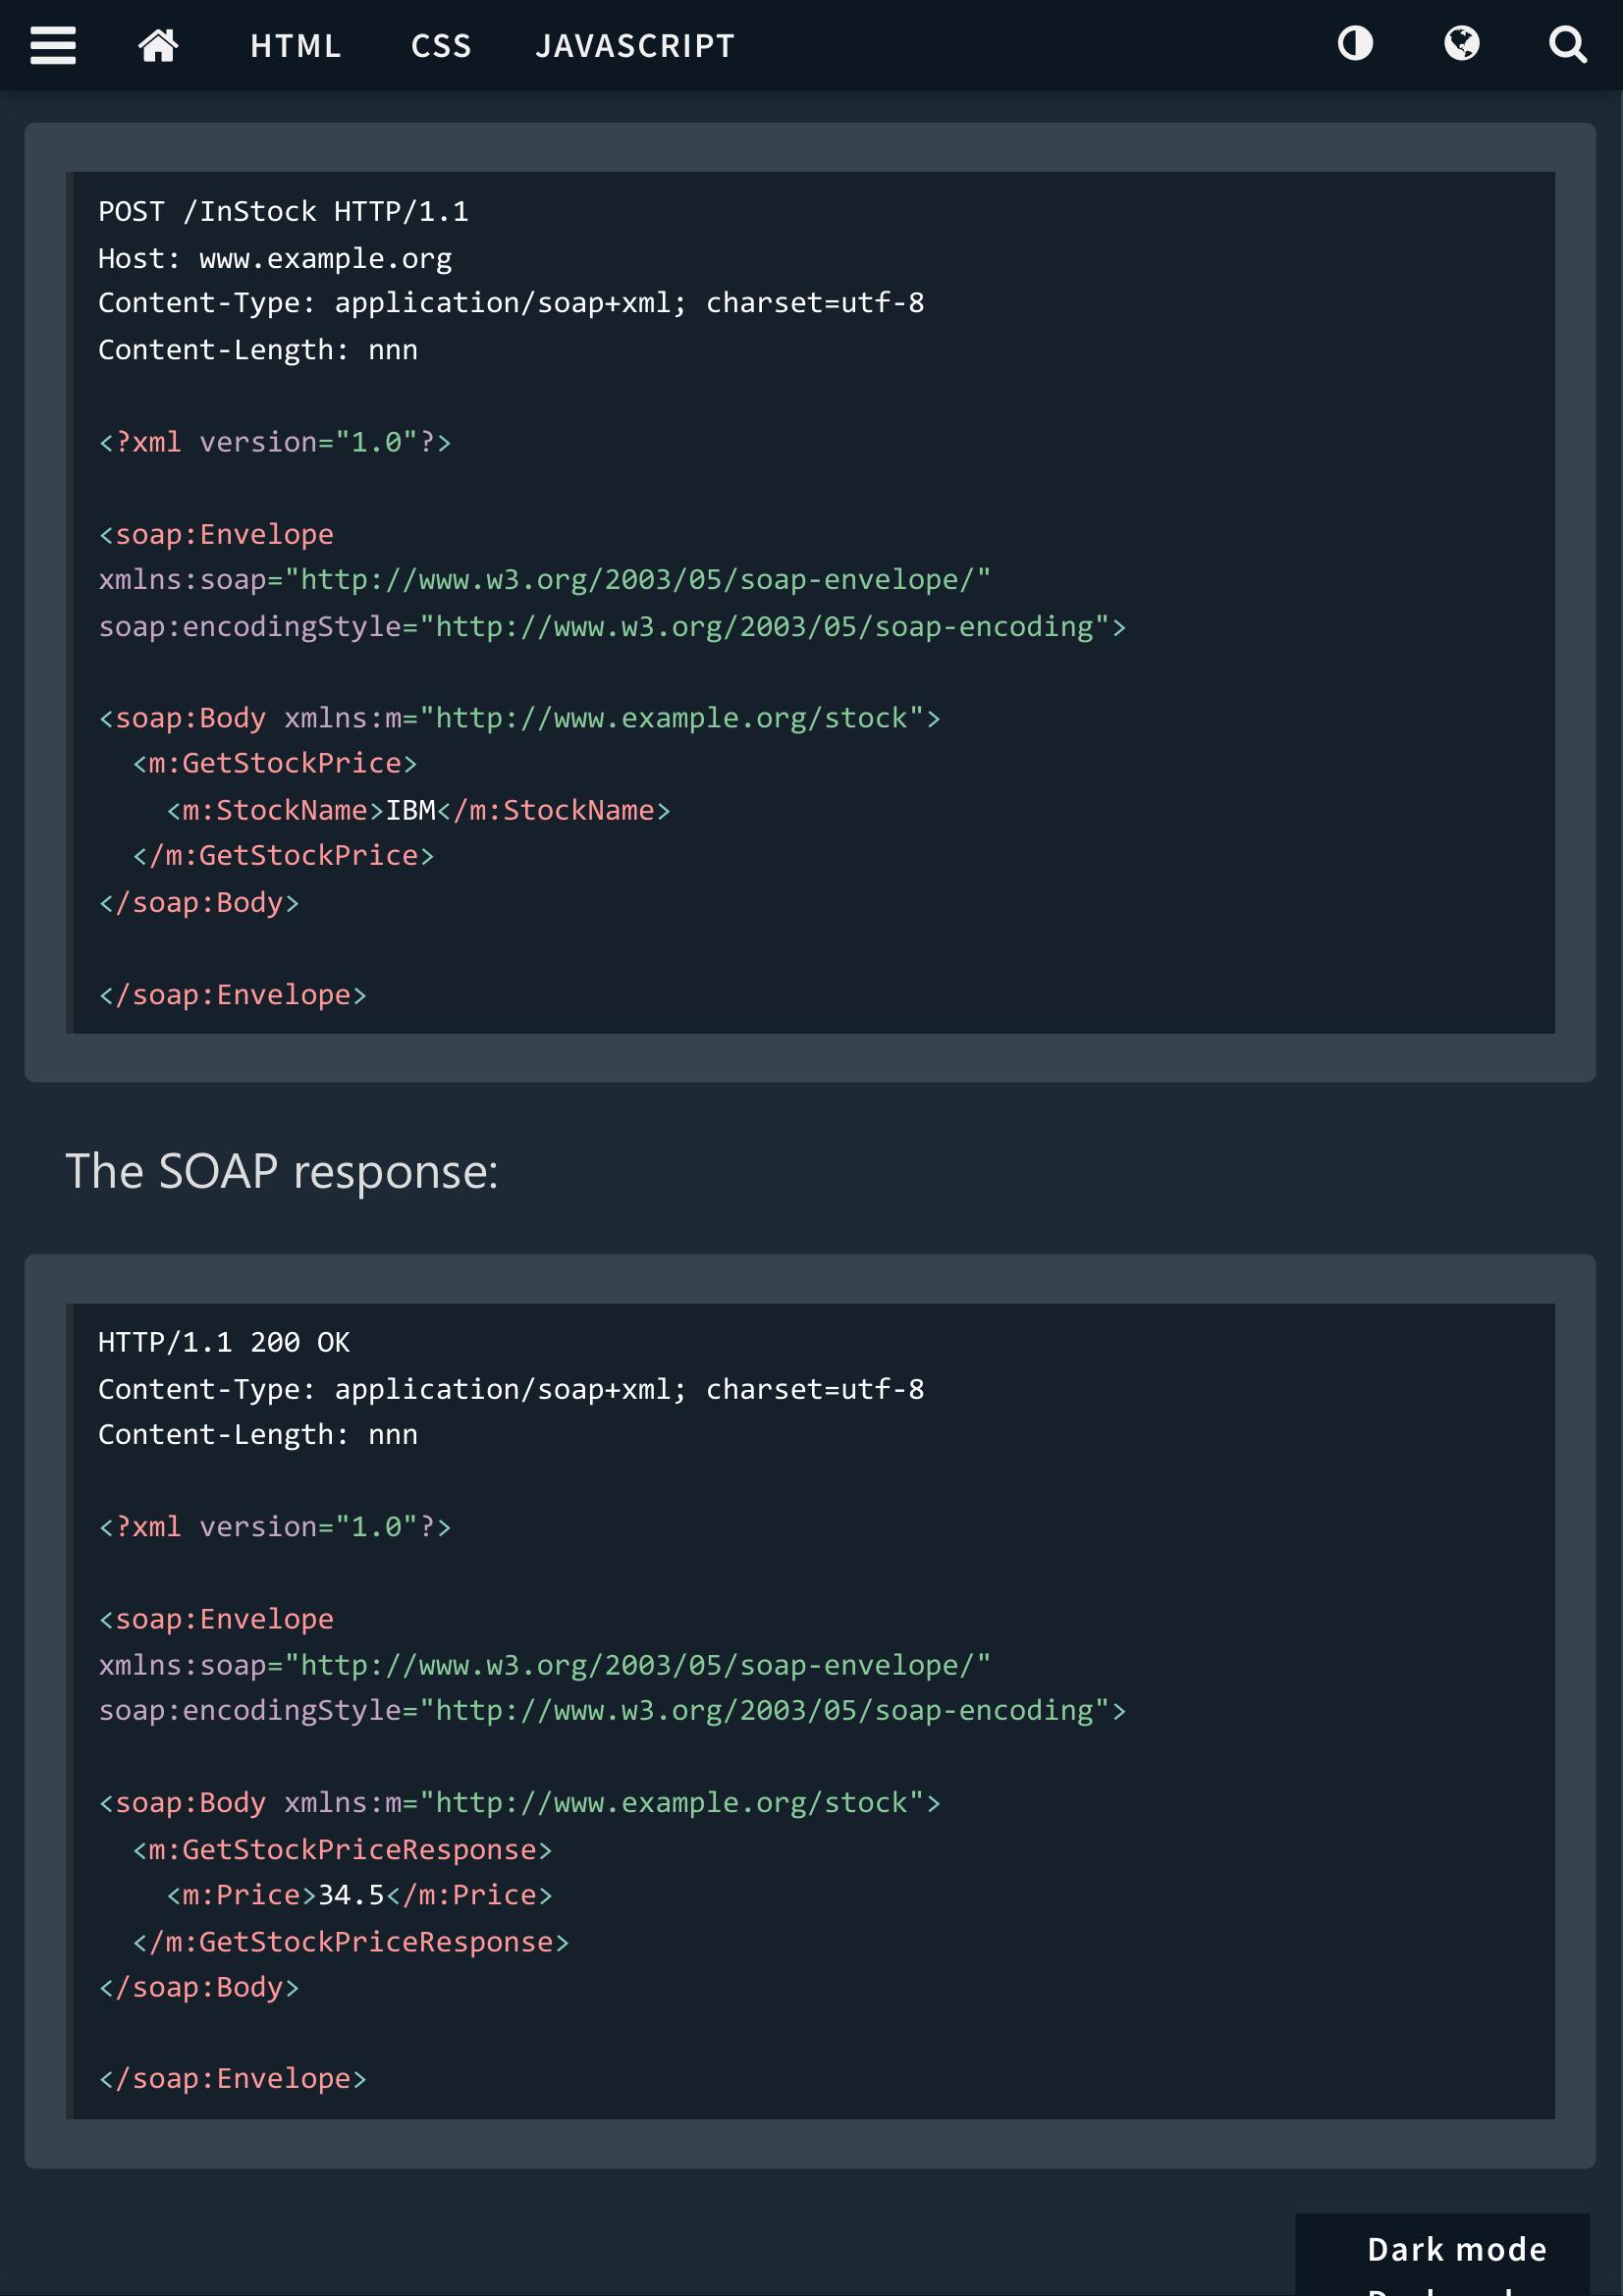 HTML CSS JAVASCRIPT
POST /InStock HTTP/1.1
Host: www.example.org
Content-Type: application/soap+xml; charset=utf-8
Content-Length: nnn
<?xml version="1.0"?>
<soap:Envelope
xmlns:soap="http://www.w3.org/2003/05/soap-envelope/"
soap:encodingStyle="http://www.w3.org/2003/05/soap-encoding">
<soap:Body xmlns:m="http://www.example.org/stock">
  <m:GetStockPrice>
    <m:StockName>IBM</m:StockName>
  </m:GetStockPrice>
</soap:Body>
</soap:Envelope>
The SOAP response:
HTTP/1.1 200 OK
Content-Type: application/soap+xml; charset=utf-8
Content-Length: nnn
<?xml version="1.0"?>
<soap:Envelope
xmlns:soap="http://www.w3.org/2003/05/soap-envelope/"
soap:encodingStyle="http://www.w3.org/2003/05/soap-encoding">
<soap:Body xmlns:m="http://www.example.org/stock">
  <m:GetStockPriceResponse>
    <m:Price>34.5</m:Price>
  </m:GetStockPriceResponse>
</soap:Body>
</soap:Envelope>
Dark mode